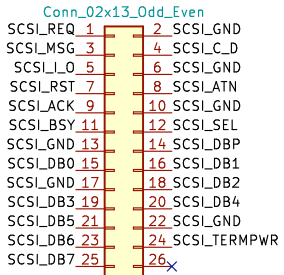 Conn_02x13_Odd_Even
SCSI_REQ 1 2 SCSI_GND
SCSI_MSG 3 4 SCSI_C_D
SCSI_I_O 5 6 SCSI_GND
SCSI_RST 7 8 SCSI_ATN
SCSI_ACK 9 10 SCSI_GND
SCSI_BSY 11 12 SCSI_SEL
SCSI_GND 13 14 SCSI_DBP
SCSI_DB0 15 16 SCSI_DB1
SCSI_GND 17 18 SCSI_DB2
SCSI_DB3 19 20 SCSI_DB4
SCSI_DB5 21 22 SCSI_GND
SCSI_DB6 23 24 SCSI_TERMPWR
SCSI_DB7 25 26